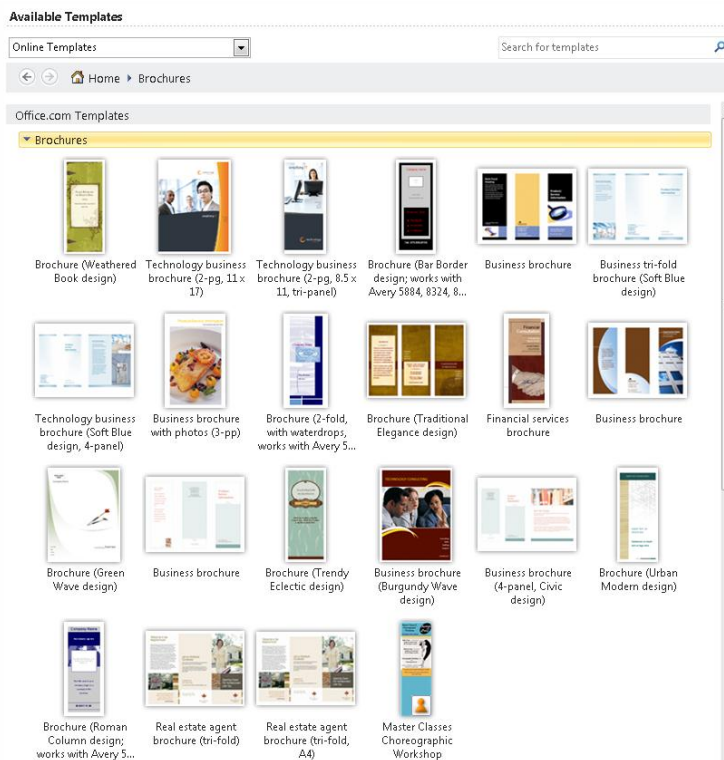 Available Templates
Online Templates
Search for templates
Home
Brochures
Office.com Templates
Brochures
Brochure (Weathered
Book design)
Technology business
brochure (2-pg, 11 x
17)
Technology business
brochure (2-pg, 8.5 x
11, tri-panel)
Brochure (Bar Border
design; works with
Avery 5884, 8324, 8...
Business brochure
Business tri-fold
brochure (Soft Blue
design)
Technology business
brochure (Soft Blue
design, 4-panel)
Business brochure
with photos (3-pp)
Brochure (2-fold,
with waterdrops,
works with Avery 5...
Brochure (Traditional
Elegance design)
Financial services
brochure
Business brochure
Brochure (Green
Wave design)
Business brochure
Brochure (Trendy
Eclectic design)
Business brochure
(Burgundy Wave
design)
Business brochure
(4-panel, Civic
design)
Brochure (Urban
Modern design)
Brochure (Roman
Column design;
works with Avery 5...
Real estate agent
brochure (tri-fold)
Real estate agent
brochure (tri-fold,
A4)
Master Classes
Choreographic
Workshop